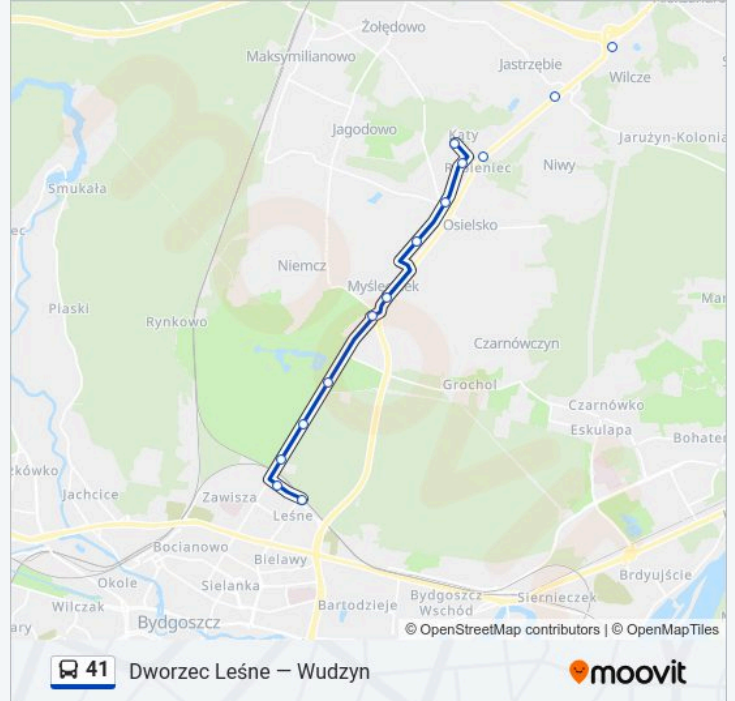 Żołędowo
Maksymilianowo
Jastrzębie
Wilcze
Jagodowo
Kąty
Jarużyn-Kolonia
Niwy
Smukała
Osielsko
Niemcz
Piaski
Rynkowo
Czarnówczyn
Grochol
Czarnówko
Eskulapa
Jachcice
Zawisza
Leśne
Bocianowo
Bielawy
Okole
Sielanka
Brdyujście
Wilczak
Bartodzieje
Bydgoszcz
Wschód
Siernieczek
Bydgoszcz
© OpenStreetMap contributors | © OpenMapTiles
41 Dworzec Leśne — Wudzyn
moovit